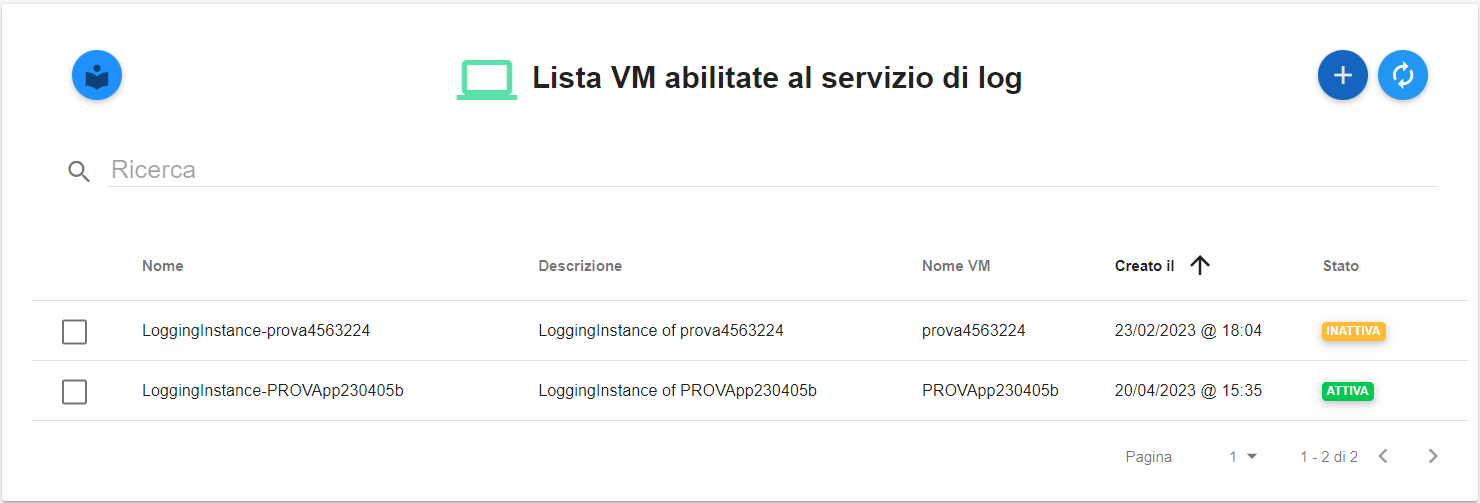 Lista VM abilitate al servizio di log
Ricerca
Nome Descrizione Nome VM Creato il Stato
LoggingInstance-prova4563224 LoggingInstance of prova4563224 prova4563224 23/02/2023 @ 18:04 INATTIVA
LoggingInstance-PROVApp230405b LoggingInstance of PROVApp230405b PROVApp230405b 20/04/2023 @ 15:35 ATTIVA
Pagina 1 1 - 2 di 2